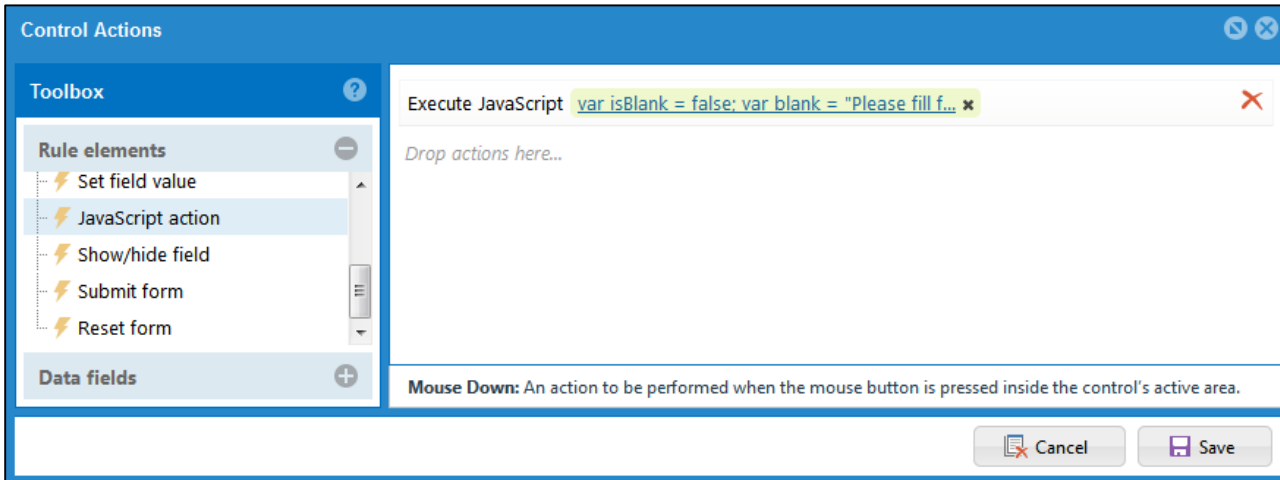 Control Actions
Toolbox
Rule elements
Set field value
JavaScript action
Show/hide field
Submit form
Reset form
Data fields
Execute JavaScript var isBlank = false; var blank = "Please fill f...
Drop actions here...
Mouse Down: An action to be performed when the mouse button is pressed inside the control's active area.
Cancel
Save